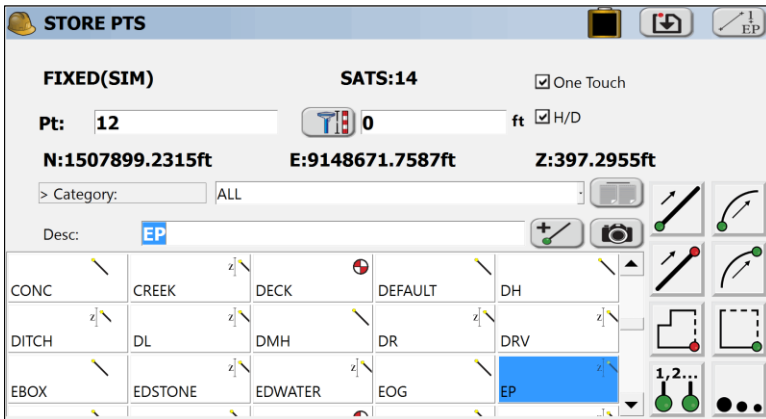 STORE PTS
1
EP
FIXED(SIM) SATS:14 One Touch
Pt: 12 0 ft H/D
N:1507899.2315ft E:9148671.7587ft Z:397.2955ft
> Category: ALL
Desc: EP
CONC z CREEK DECK DEFAULT DH
z DITCH DL DMH z DR z DRV
EBOX z EDSTONE z EDWATER EOG z EP
1,2...